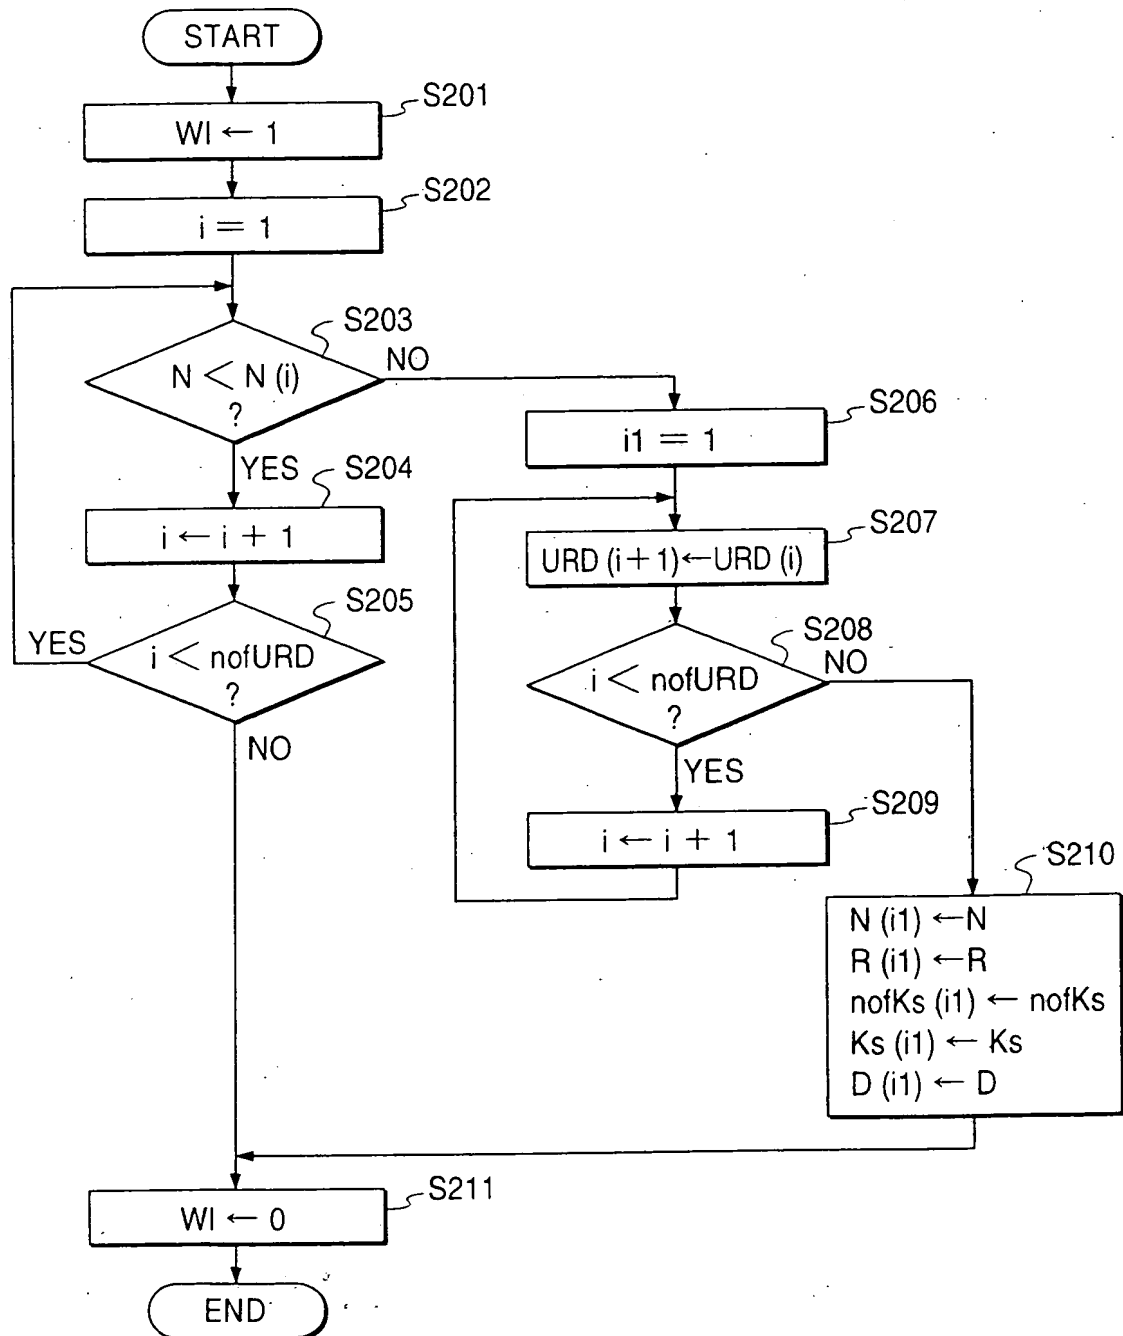 START
S201
WI ← 1
S202
i = 1
S203
N < N (i)
?
NO
YES
S204
i ← i + 1
S205
i < nofURD
?
YES
NO
S206
i1 = 1
S207
URD (i + 1) ← URD (i)
S208
i < nofURD
?
NO
YES
S209
i ← i + 1
S210
N (i1) ← N
R (i1) ← R
nofKs (i1) ← nofKs
Ks (i1) ← Ks
D (i1) ← D
S211
WI ← 0
END